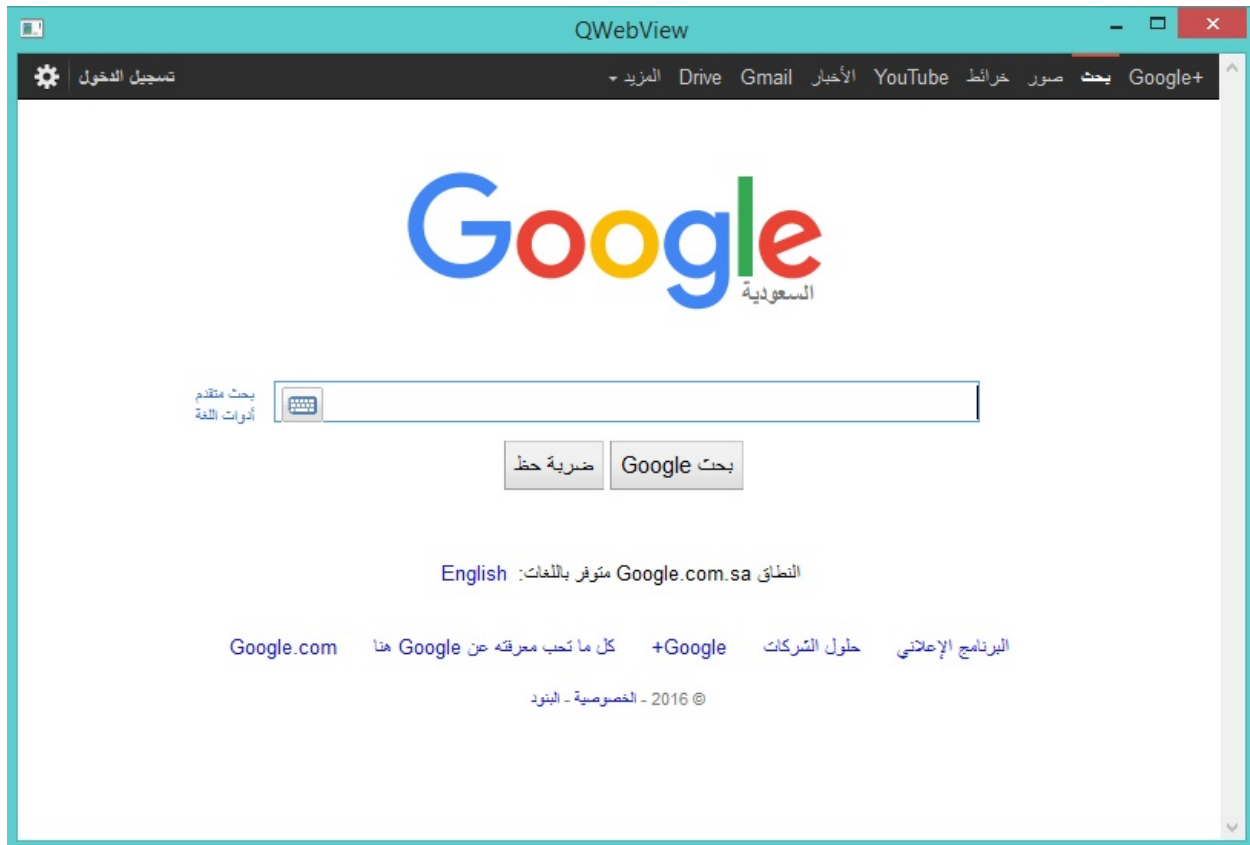 QWebView
Google+ بحث صور خرائط YouTube الأخبار Gmail Drive المزيد تسجيل الدخول
Google
السعودية
بحث متقدم
أدوات اللغة
بحث Google ضربة حظ
النطاق Google.com.sa متوفر باللغات: English
البرنامج الإعلاني حلول الشركات Google+ كل ما تحب معرفته عن Google هنا Google.com
© 2016 - الخصوصية - البنود